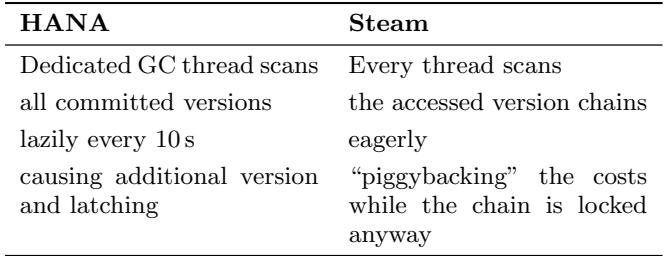 HANA Steam
Dedicated GC thread scans Every thread scans
all committed versions the accessed version chains
lazily every 10 s eagerly
causing additional version “piggybacking” the costs
and latching while the chain is locked
anyway